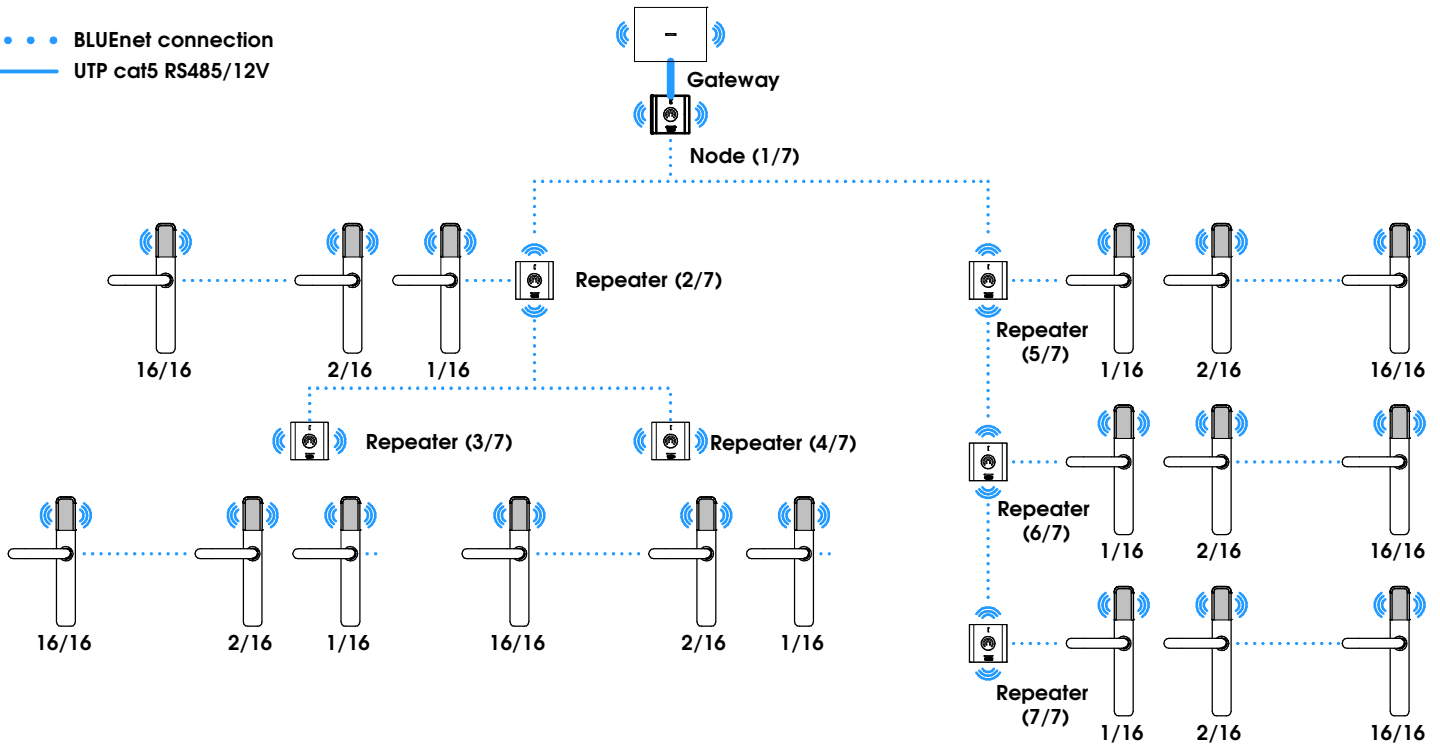 BLUEnet connection
UTP cat5 RS485/12V
Gateway
Node (1/7)
Repeater (2/7)
16/16
2/16
1/16
Repeater
(5/7)
1/16
2/16
16/16
Repeater (3/7)
Repeater (4/7)
Repeater
(6/7)
1/16
2/16
16/16
16/16
2/16
1/16
16/16
2/16
1/16
Repeater
(7/7)
1/16
2/16
16/16